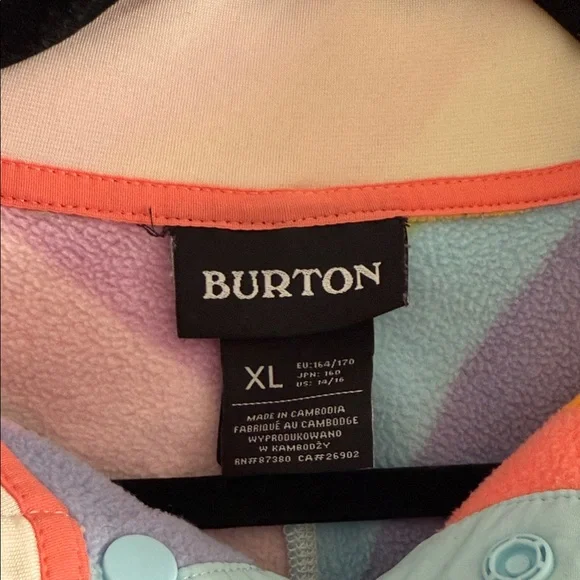 BURTON
XL
EU: 164/170
JPN: 160
US: 14/16
MADE IN CAMBODIA
FABRIQUÉ AU CAMBODGE
WYPRODUKOWANO
W KAMBODŻY
RN#87380 CA#26902